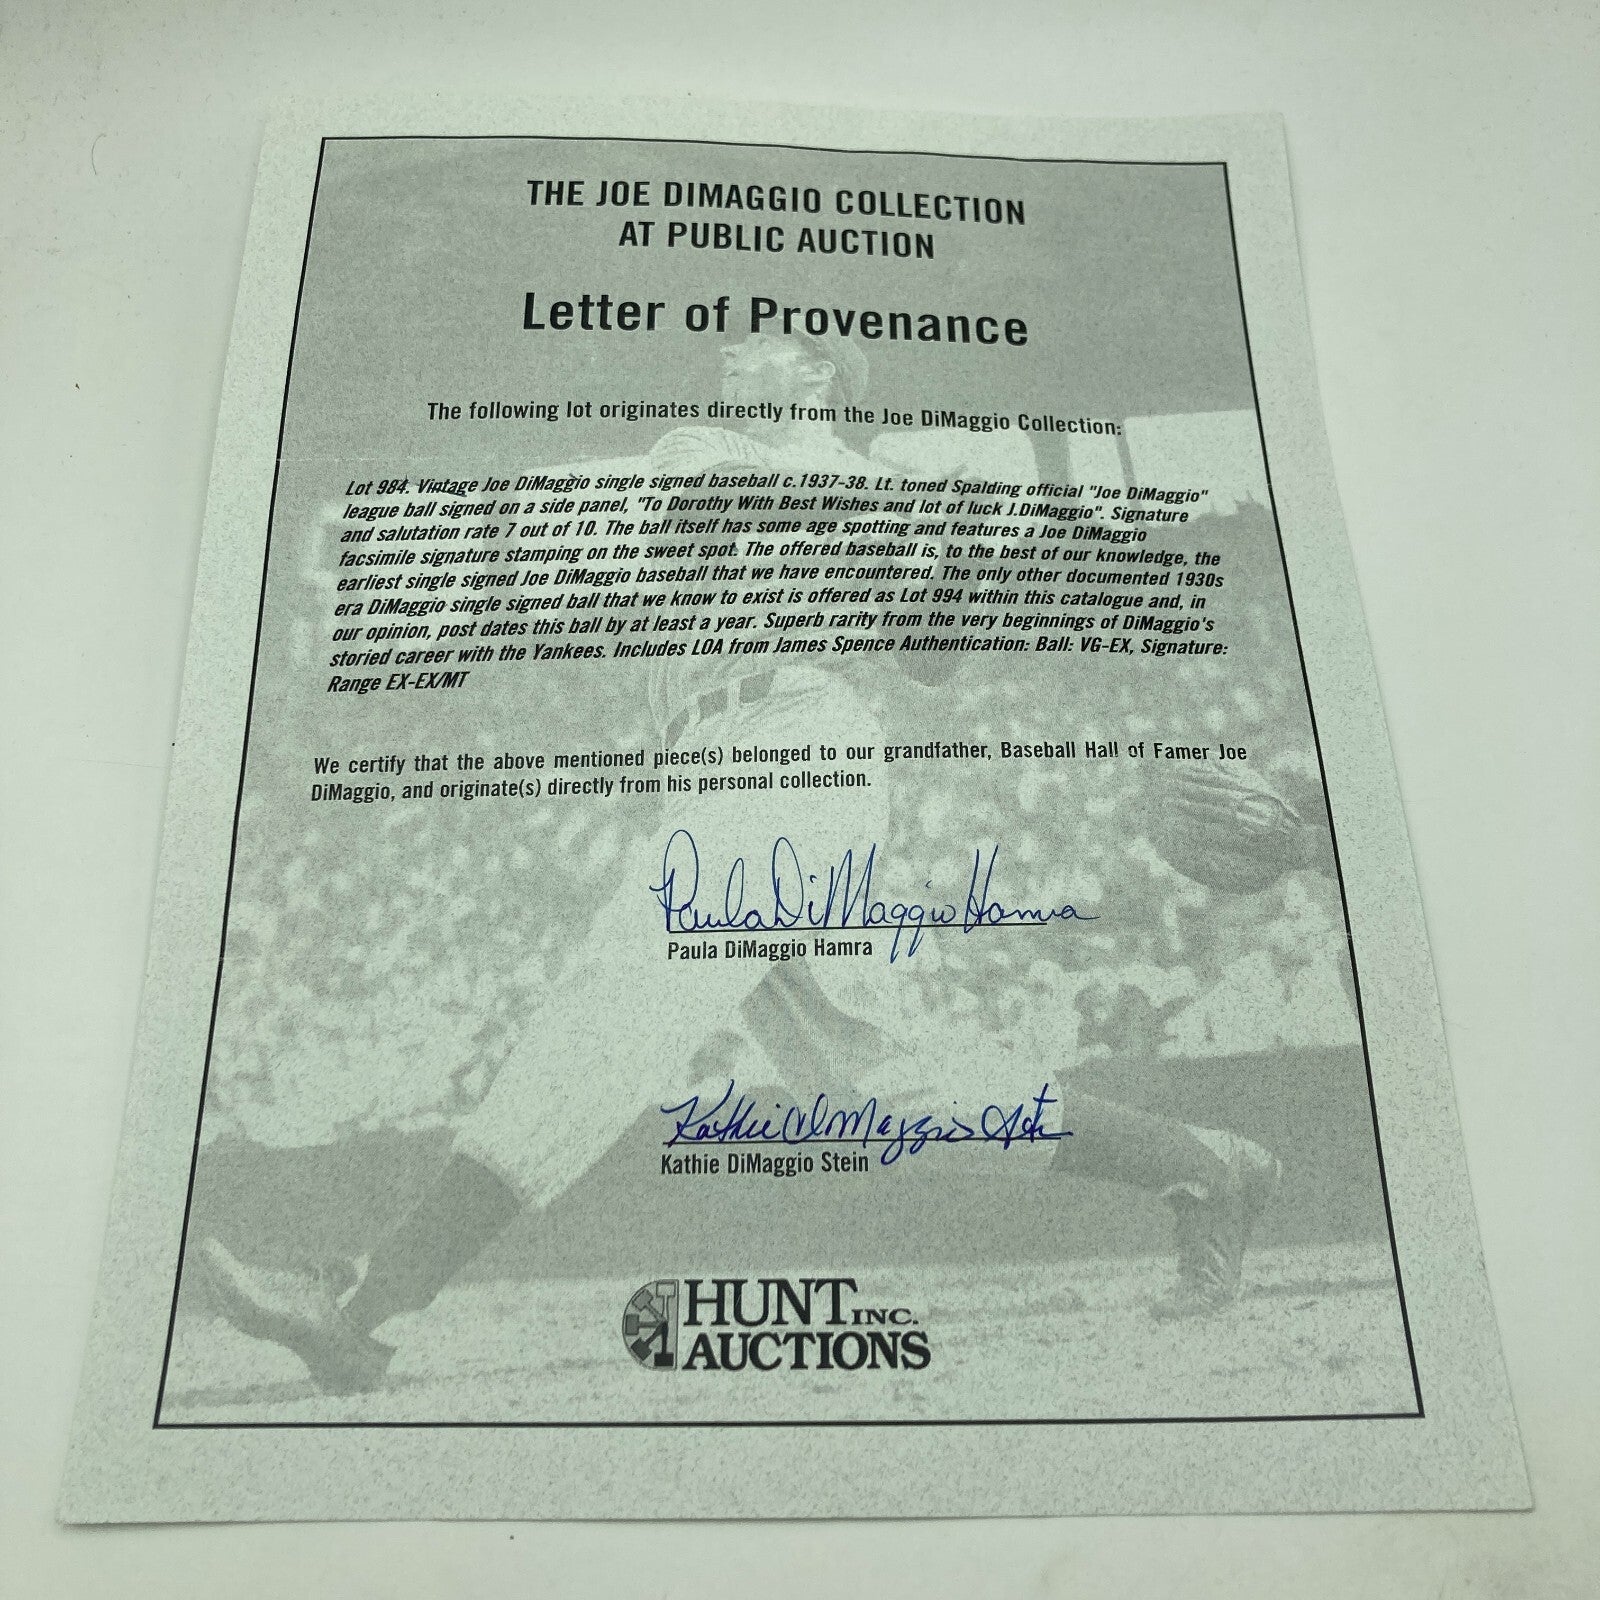 THE JOE DIMAGGIO COLLECTION
AT PUBLIC AUCTION
Letter of Provenance
The following lot originates directly from the Joe DiMaggio Collection:
Lot 984. Vintage Joe DiMaggio single signed baseball c.1937-38. Lt. toned Spalding official "Joe DiMaggio"
league ball signed on a side panel, "To Dorothy With Best Wishes and lot of luck J.DiMaggio". Signature
and salutation rate 7 out of 10. The ball itself has some age spotting and features a Joe DiMaggio
facsimile signature stamping on the sweet spot. The offered baseball is, to the best of our knowledge, the
earliest single signed Joe DiMaggio baseball that we have encountered. The only other documented 1930s
era DiMaggio single signed ball that we know to exist is offered as Lot 994 within this catalogue and, in
our opinion, post dates this ball by at least a year. Superb rarity from the very beginnings of DiMaggio's
storied career with the Yankees. Includes LOA from James Spence Authentication: Ball: VG-EX, Signature:
Range EX-EX/MT
We certify that the above mentioned piece(s) belonged to our grandfather, Baseball Hall of Famer Joe
DiMaggio, and originate(s) directly from his personal collection.
Paula DiMaggio Hamra
Paula DiMaggio Hamra
Kathie DiMaggio Stein
Kathie DiMaggio Stein
HUNT INC.
AUCTIONS